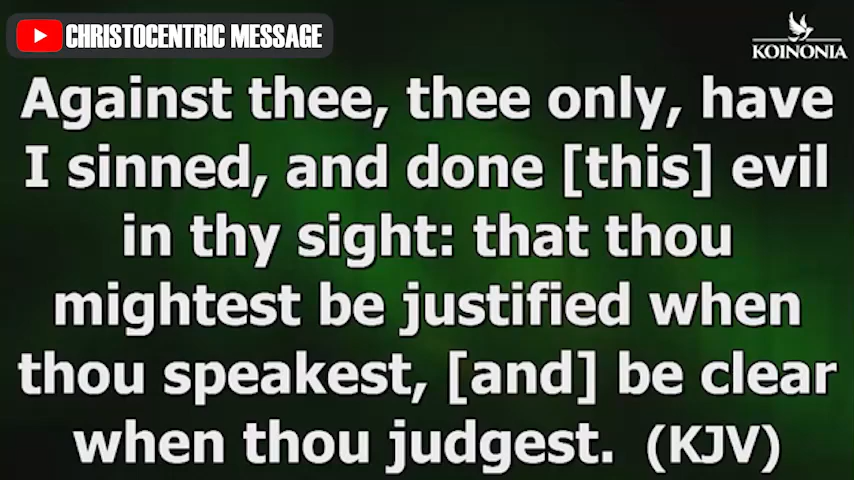 CHRISTOCENTRIC MESSAGE
KOINONIA
Against thee, thee only, have
I sinned, and done [this] evil
in thy sight: that thou
mightest be justified when
thou speakest, [and] be clear
when thou judgest. (KJV)